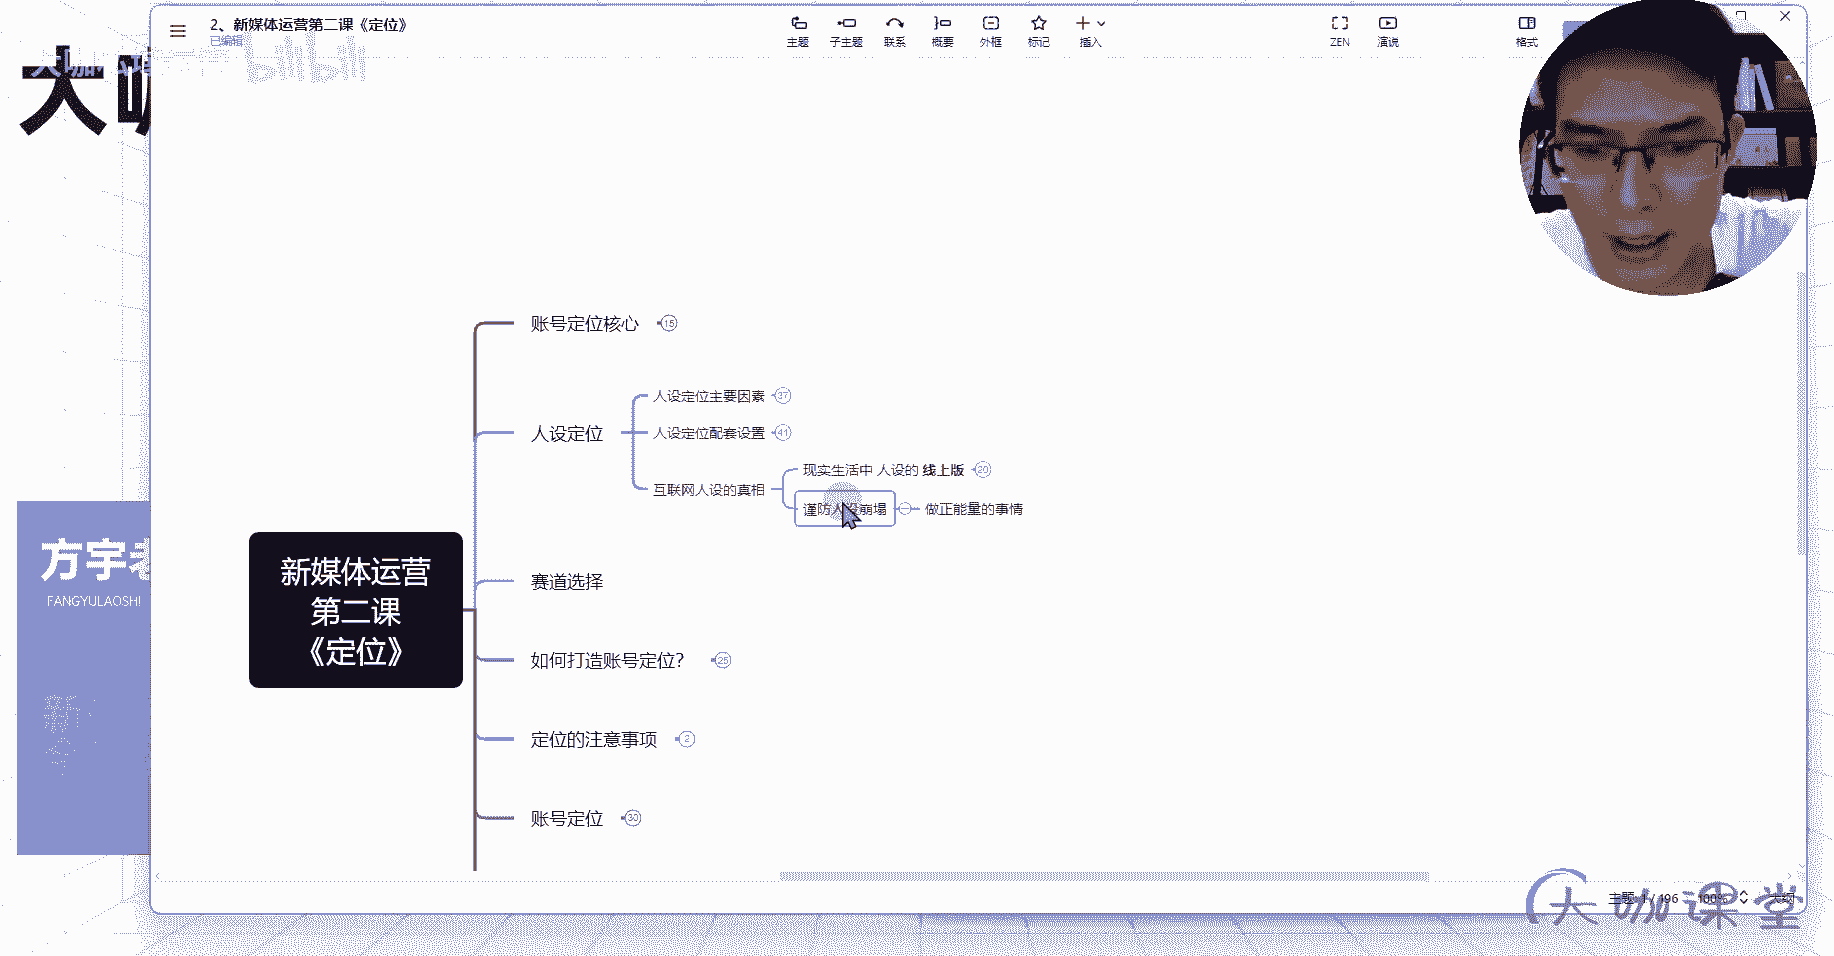 2、新媒体运营第二课《定位》
已编辑
主题
子主题
联系
概要
外框
标记
插入
ZEN
演说
格式
bilibili
大咖
方宇老
FANGYULAOSHI
新媒体运营
第二课
《定位》
账号定位核心 15
人设定位
人设定位主要因素 37
人设定位配套设置 41
互联网人设的真相
现实生活中 人设的 线上版 20
谨防人设崩塌
做正能量的事情
赛道选择
如何打造账号定位? 25
定位的注意事项 2
账号定位 30
主题: 1 / 196
100%
大咖课堂